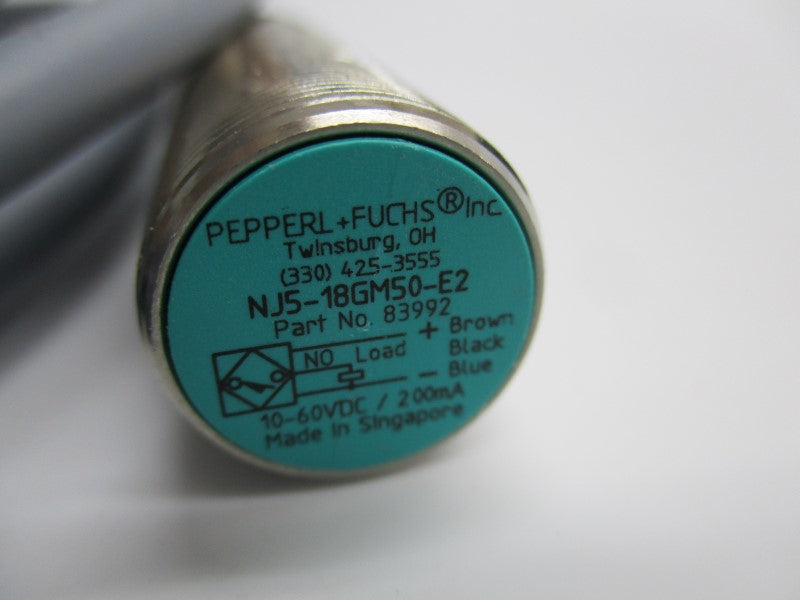 PEPPERL+FUCHS® Inc.
Twinsburg, OH
(330) 425-3555
NJ5-18GM50-E2
Part No. 83992
+ Brown
NO Load Black
- Blue
10-60VDC / 200mA
Made in Singapore